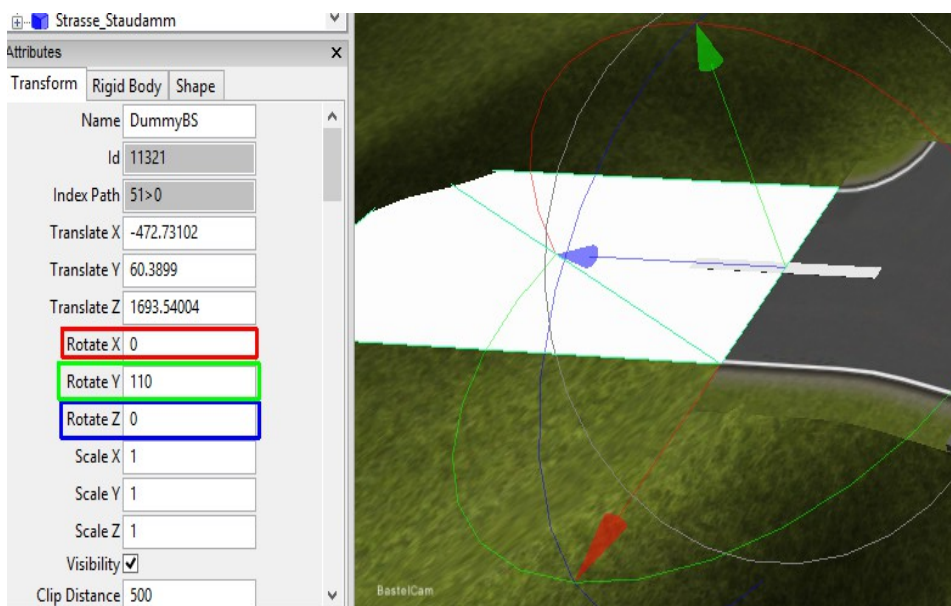 Strasse_Staudamm
Attributes x
Transform Rigid Body Shape
Name DummyBS
Id 11321
Index Path 51>0
Translate X -472.73102
Translate Y 60.3899
Translate Z 1693.54004
Rotate X 0
Rotate Y 110
Rotate Z 0
Scale X 1
Scale Y 1
Scale Z 1
Visibility
Clip Distance 500
BastelCam